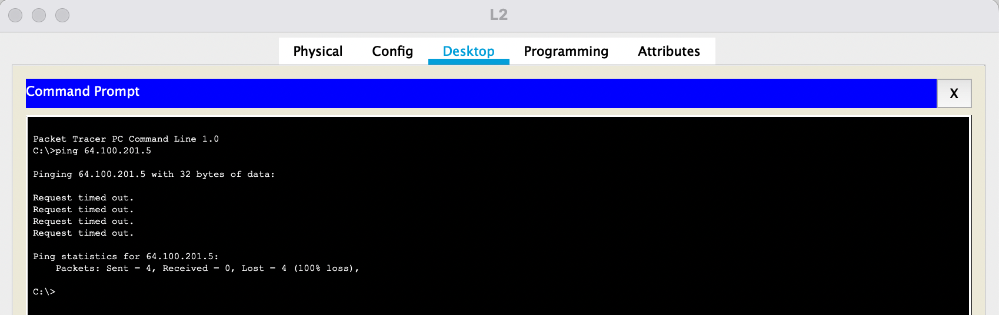 L2
Physical Config Desktop Programming Attributes
Command Prompt X
Packet Tracer PC Command Line 1.0
C:\>ping 64.100.201.5
Pinging 64.100.201.5 with 32 bytes of data:
Request timed out.
Request timed out.
Request timed out.
Request timed out.
Ping statistics for 64.100.201.5:
    Packets: Sent = 4, Received = 0, Lost = 4 (100% loss),
C:\>